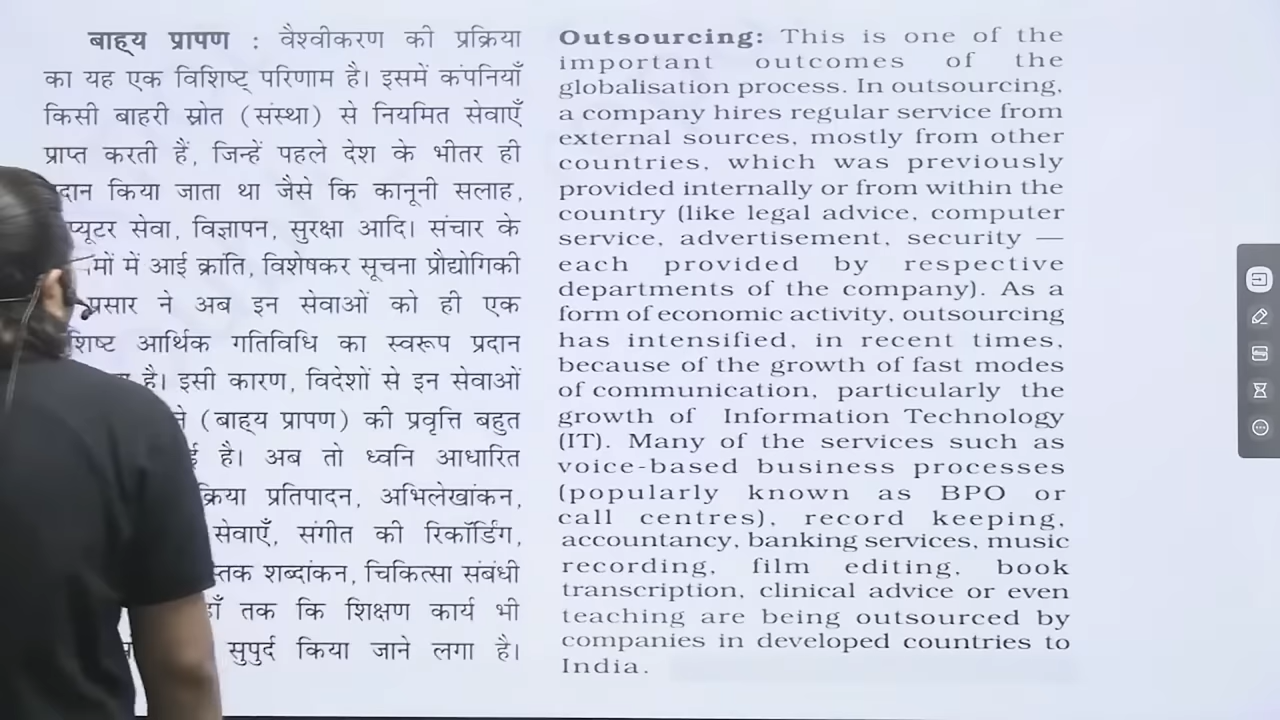 बाह्य प्रापण : वैश्वीकरण की प्रक्रिया
का यह एक विशिष्ट् परिणाम है। इसमें कंपनियाँ
किसी बाहरी स्रोत (संस्था) से नियमित सेवाएँ
प्राप्त करती हैं, जिन्हें पहले देश के भीतर ही
किया जाता था जैसे कि कानूनी सलाह,
सेवा, विज्ञापन, सुरक्षा आदि। संचार के
में आई क्रांति, विशेषकर सूचना प्रौद्योगिकी
प्रसार ने अब इन सेवाओं को ही एक
आर्थिक गतिविधि का स्वरूप प्रदान
है। इसी कारण, विदेशों से इन सेवाओं
(बाह्य प्रापण) की प्रवृत्ति बहुत
है। अब तो ध्वनि आधारित
प्रतिपादन, अभिलेखांकन,
सेवाएँ, संगीत की रिकॉर्डिंग,
शब्दांकन, चिकित्सा संबंधी
तक कि शिक्षण कार्य भी
सुपुर्द किया जाने लगा है।
Outsourcing: This is one of the
important outcomes of the
globalisation process. In outsourcing,
a company hires regular service from
external sources, mostly from other
countries, which was previously
provided internally or from within the
country (like legal advice, computer
service, advertisement, security —
each provided by respective
departments of the company). As a
form of economic activity, outsourcing
has intensified, in recent times,
because of the growth of fast modes
of communication, particularly the
growth of Information Technology
(IT). Many of the services such as
voice-based business processes
(popularly known as BPO or
call centres), record keeping,
accountancy, banking services, music
recording, film editing, book
transcription, clinical advice or even
teaching are being outsourced by
companies in developed countries to
India.